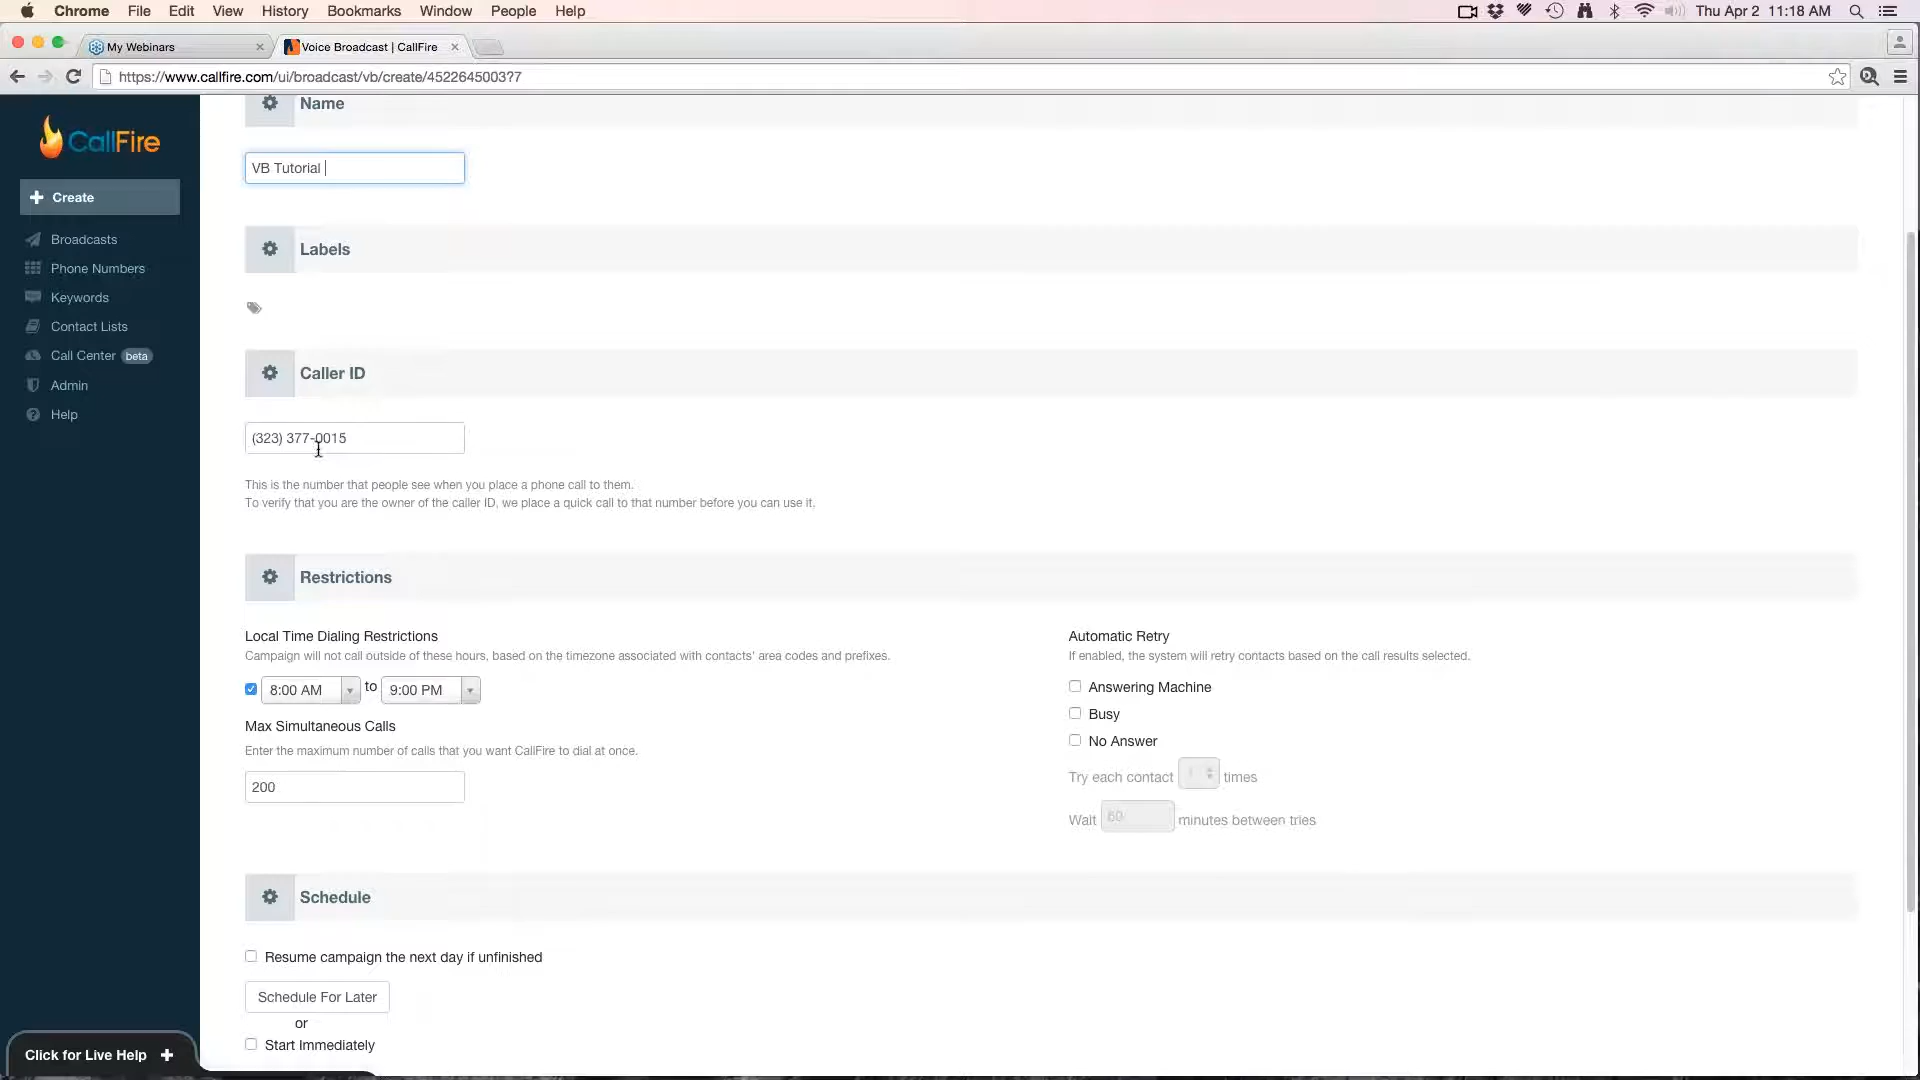 Chrome File Edit View History Bookmarks Window People Help Thu Apr 2 11:18 AM
My Webinars Voice Broadcast | CallFire
https://www.callfire.com/ui/broadcast/vb/create/4522645003?7
CallFire
Create
Broadcasts
Phone Numbers
Keywords
Contact Lists
Call Center beta
Admin
Help
Click for Live Help
Name
VB Tutorial
Labels
Caller ID
(323) 377-0015
This is the number that people see when you place a phone call to them.
To verify that you are the owner of the caller ID, we place a quick call to that number before you can use it.
Restrictions
Local Time Dialing Restrictions
Campaign will not call outside of these hours, based on the timezone associated with contacts' area codes and prefixes.
8:00 AM to 9:00 PM
Max Simultaneous Calls
Enter the maximum number of calls that you want CallFire to dial at once.
200
Automatic Retry
If enabled, the system will retry contacts based on the call results selected.
Answering Machine
Busy
No Answer
Try each contact 1 times
Wait 60 minutes between tries
Schedule
Resume campaign the next day if unfinished
Schedule For Later
or
Start Immediately